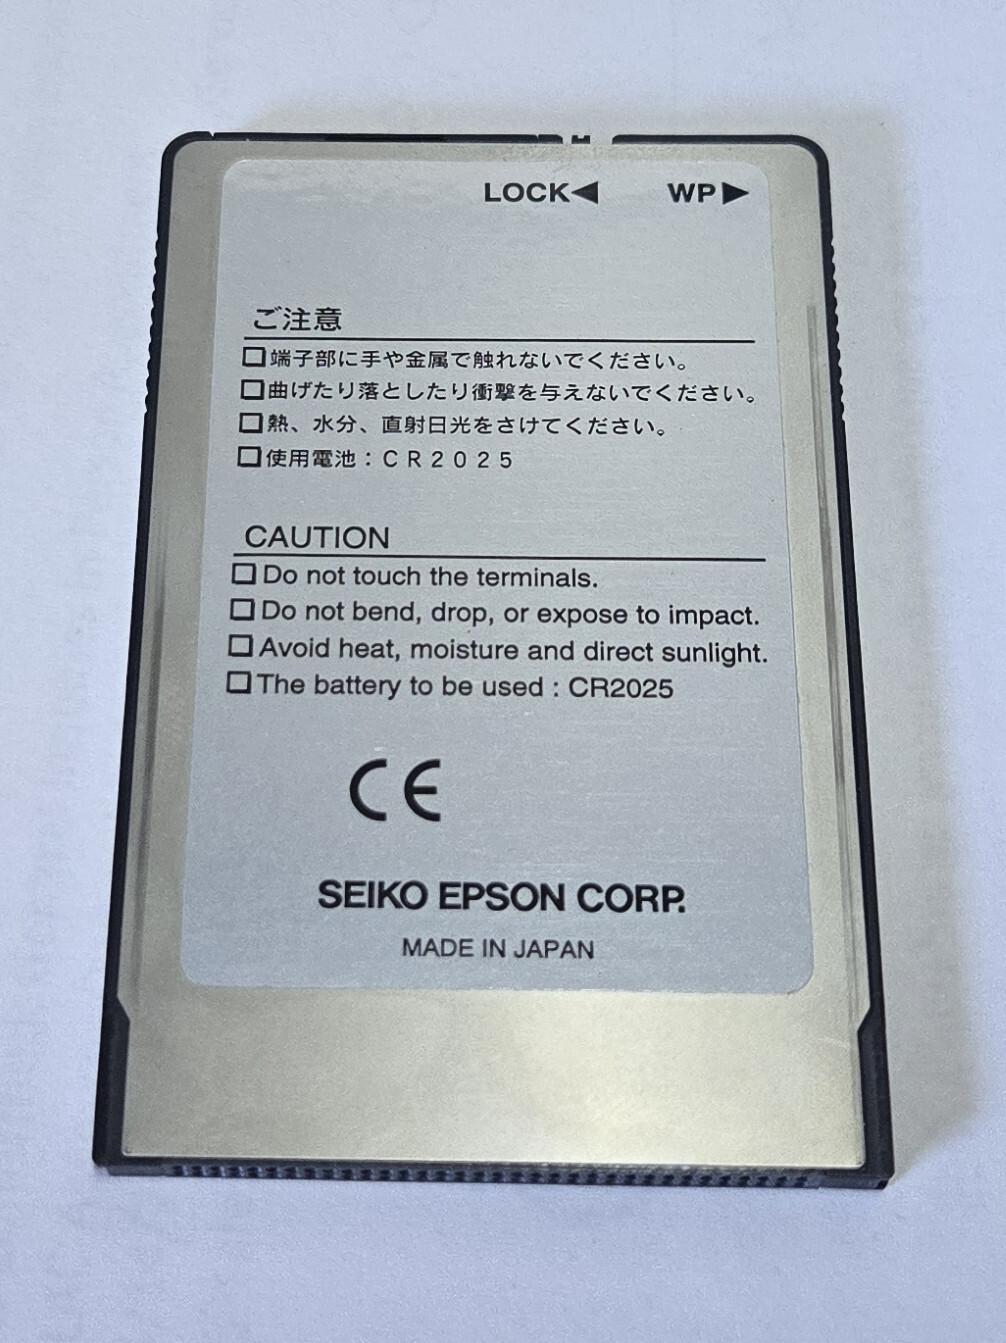 LOCK◀ WP▶
ご注意
□端子部に手や金属で触れないでください。
□曲げたり落としたり衝撃を与えないでください。
□熱、水分、直射日光をさけてください。
□使用電池：ＣＲ２０２５
CAUTION
□Do not touch the terminals.
□Do not bend, drop, or expose to impact.
□Avoid heat, moisture and direct sunlight.
□The battery to be used : CR2025
CE
SEIKO EPSON CORP.
MADE IN JAPAN